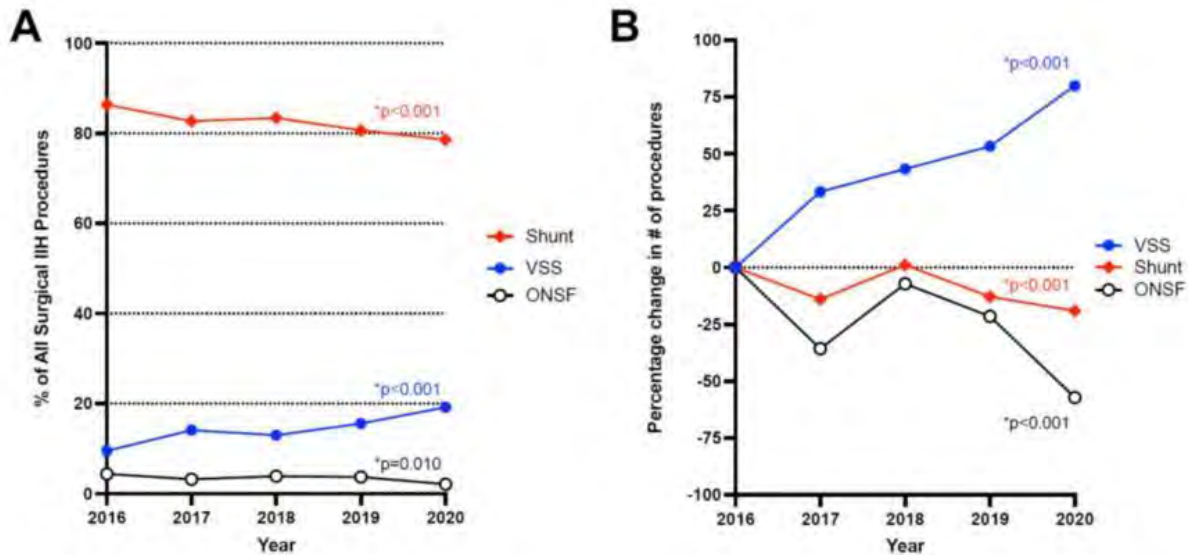 A
% of All Surgical IIH Procedures
100
80
60
40
20
0
*p<0.001
*p<0.001
*p=0.010
2016 2017 2018 2019 2020
Year
Shunt
VSS
ONSF
B
Percentage change in # of procedures
100
75
50
25
0
-25
-50
-75
-100
*p<0.001
*p<0.001
*p<0.001
2016 2017 2018 2019 2020
Year
VSS
Shunt
ONSF